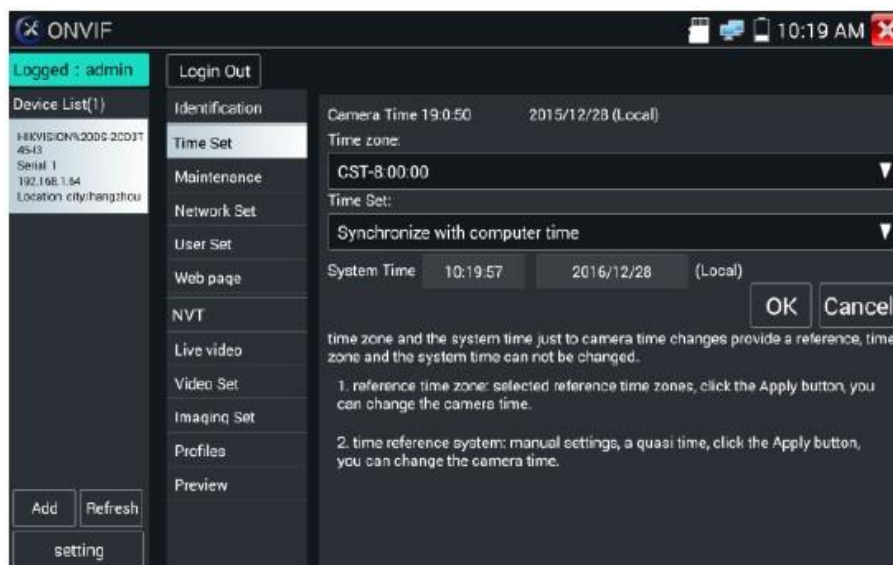 ONVIF
10:19 AM
Logged : admin
Login Out
Device List(1)
HIKVISION%20DS-2CD3T
45-I3
Serial 1
192.168.1.64
Location city/hangzhou
Add
Refresh
setting
Identification
Time Set
Maintenance
Network Set
User Set
Web page
NVT
Live video
Video Set
Imaging Set
Profiles
Preview
Camera Time 19:0:50 2015/12/28 (Local)
Time zone:
CST-8:00:00
Time Set:
Synchronize with computer time
System Time 10:19:57 2016/12/28 (Local)
OK Cancel
time zone and the system time just to camera time changes provide a reference, time
zone and the system time can not be changed.
1. reference time zone: selected reference time zones, click the Apply button, you
can change the camera time.
2. time reference system: manual settings, a quasi time, click the Apply button,
you can change the camera time.